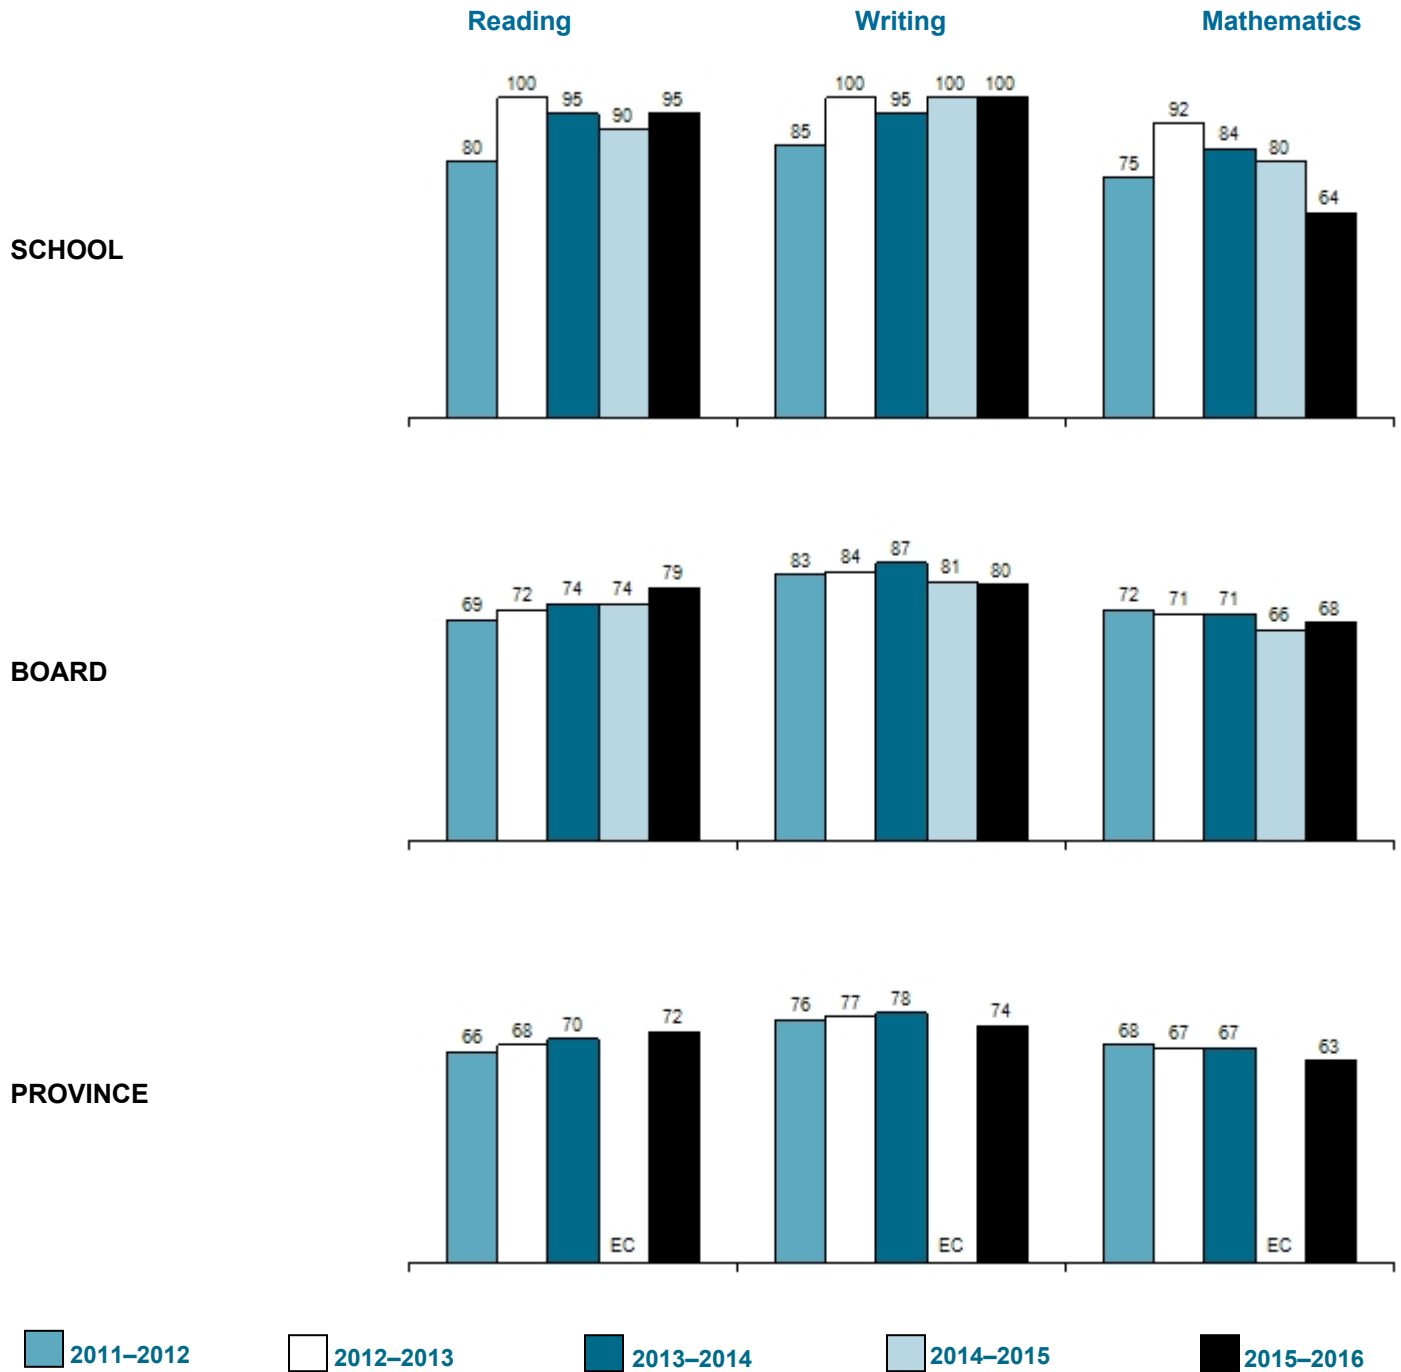 Reading Writing Mathematics
SCHOOL
80 100 95 90 95
85 100 95 100 100
75 92 84 80 64
BOARD
69 72 74 74 79
83 84 87 81 80
72 71 71 66 68
PROVINCE
66 68 70 EC 72
76 77 78 EC 74
68 67 67 EC 63
2011–2012 2012–2013 2013–2014 2014–2015 2015–2016